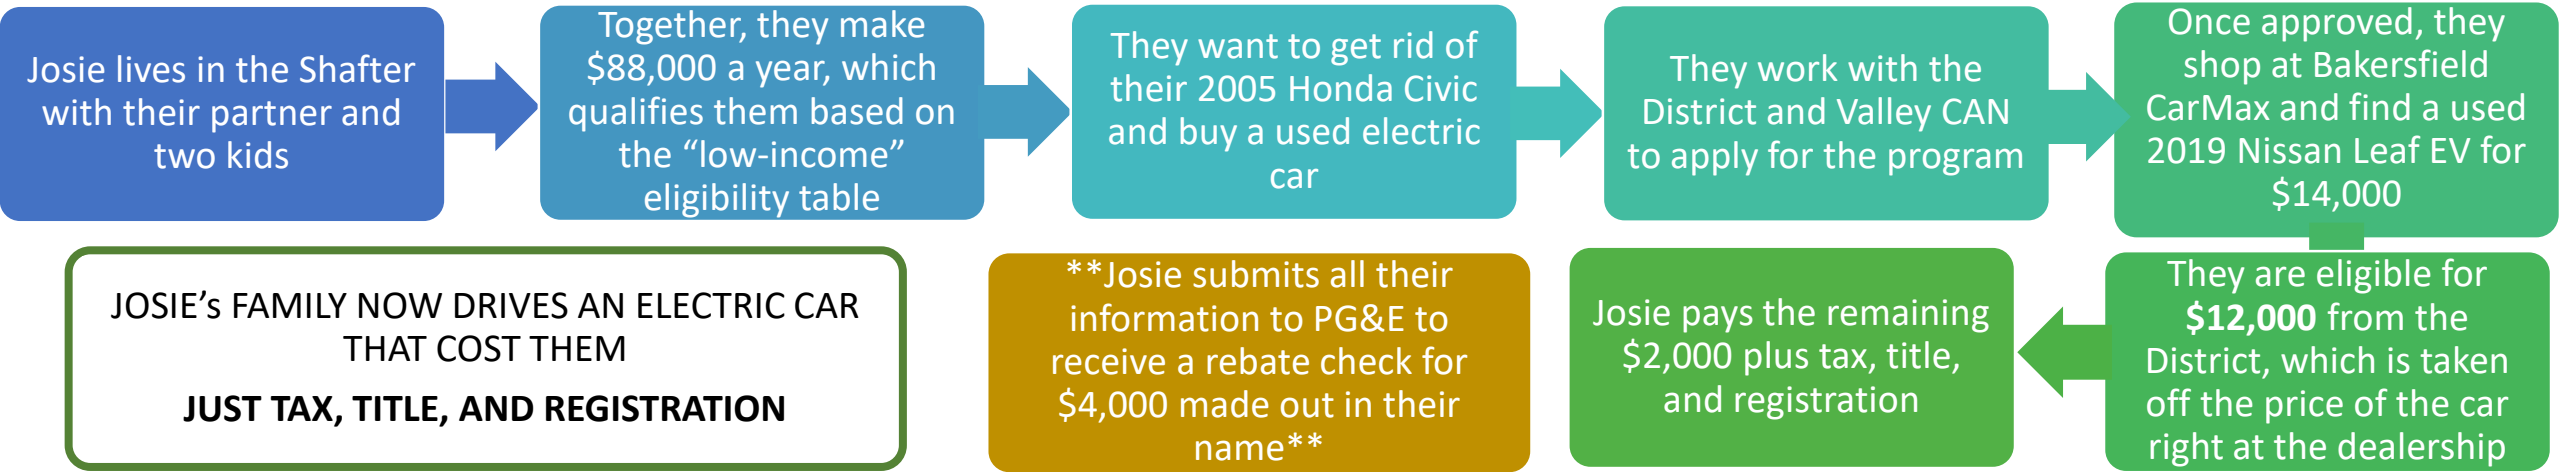 Josie lives in the Shafter
with their partner and
two kids
Together, they make
$88,000 a year, which
qualifies them based on
the “low-income”
eligibility table
They want to get rid of
their 2005 Honda Civic
and buy a used electric
car
They work with the
District and Valley CAN
to apply for the program
Once approved, they
shop at Bakersfield
CarMax and find a used
2019 Nissan Leaf EV for
$14,000
They are eligible for
$12,000 from the
District, which is taken
off the price of the car
right at the dealership
Josie pays the remaining
$2,000 plus tax, title,
and registration
**Josie submits all their
information to PG&E to
receive a rebate check for
$4,000 made out in their
name**
JOSIE’s FAMILY NOW DRIVES AN ELECTRIC CAR
THAT COST THEM
JUST TAX, TITLE, AND REGISTRATION